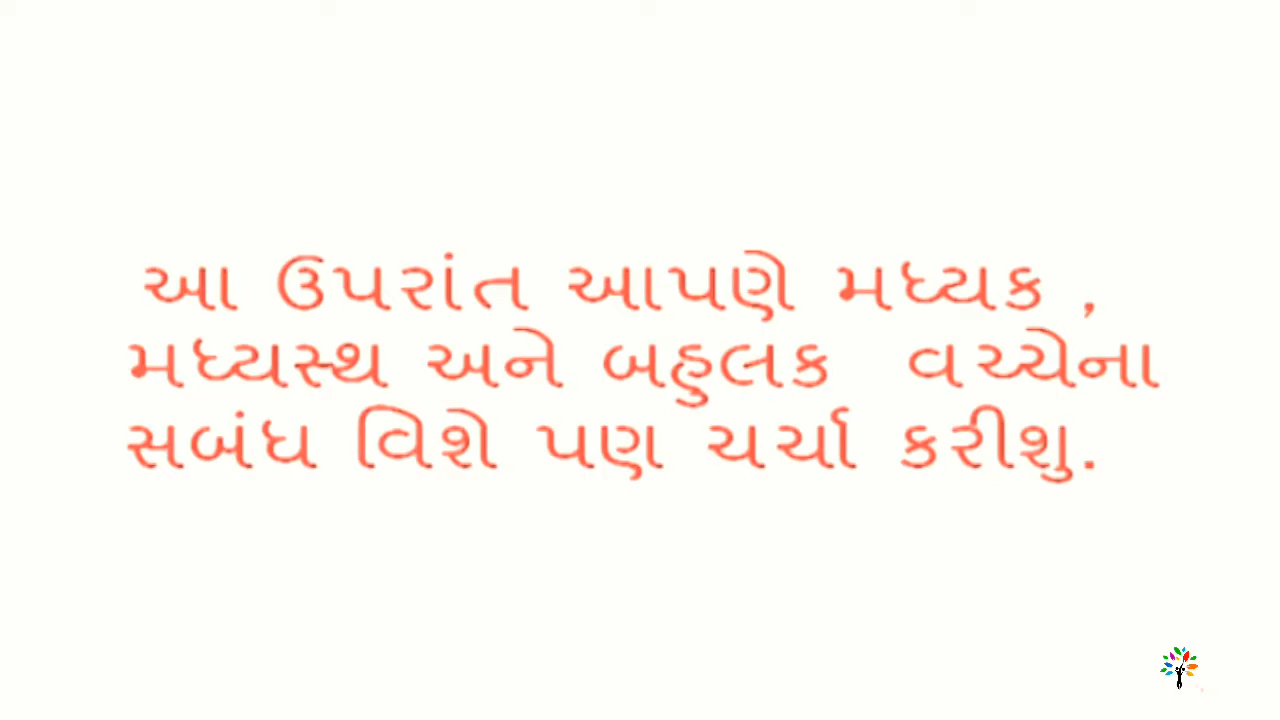 આ ઉપરાંત આપણે મધ્યક ,
મધ્યસ્થ અને બહુલક વચ્ચેના
સબંધ વિશે પણ ચર્ચા કરીશુ.